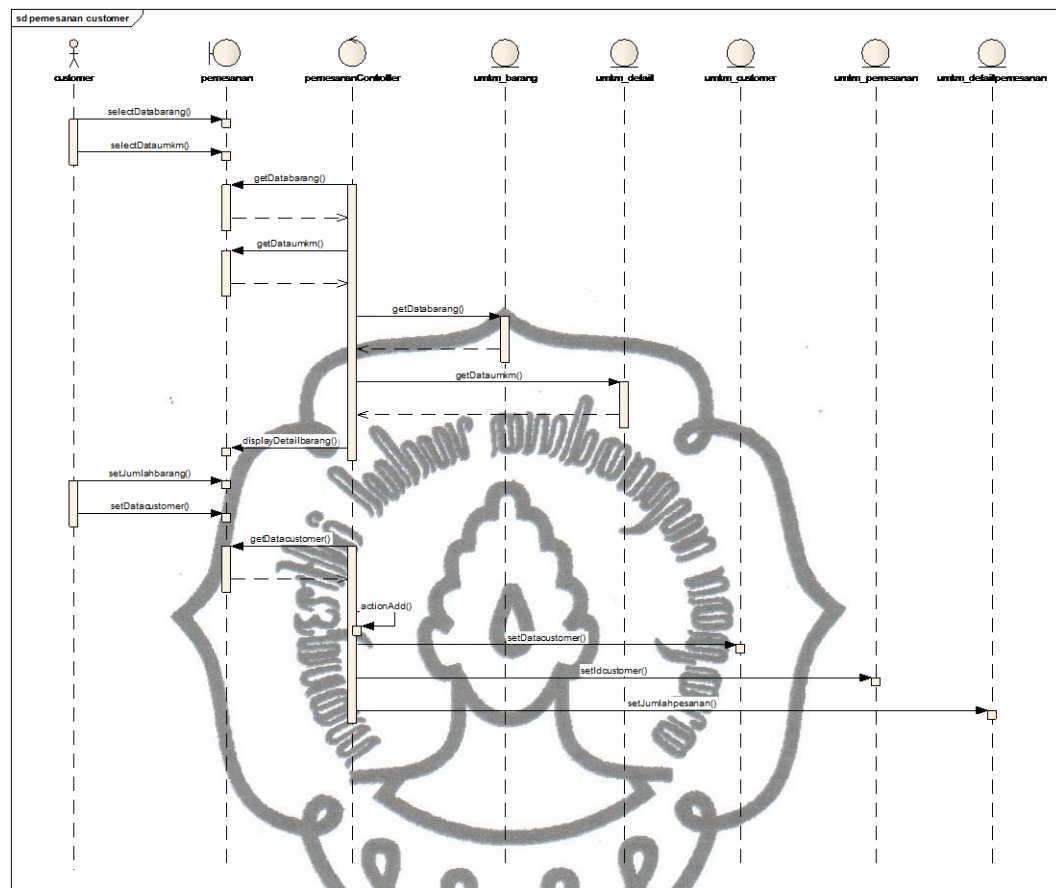 sd pemesanan customer
customer
pemesanan
pemesananController
umkm_barang
umkm_detail
umkm_customer
umkm_pemesanan
umkm_detailpemesanan
selectDatabarang()
selectDataumkm()
getDatabarang()
getDataumkm()
getDatabarang()
getDataumkm()
displayDetailbarang()
setJumlahbarang()
setDatacustomer()
getDatacustomer()
actionAdd()
setDatacustomer()
setIdcustomer()
setJumlahpesanan()